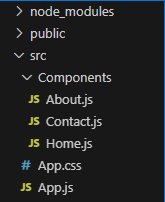 node_modules
public
src
Components
JS About.js
JS Contact.js
JS Home.js
# App.css
JS App.js